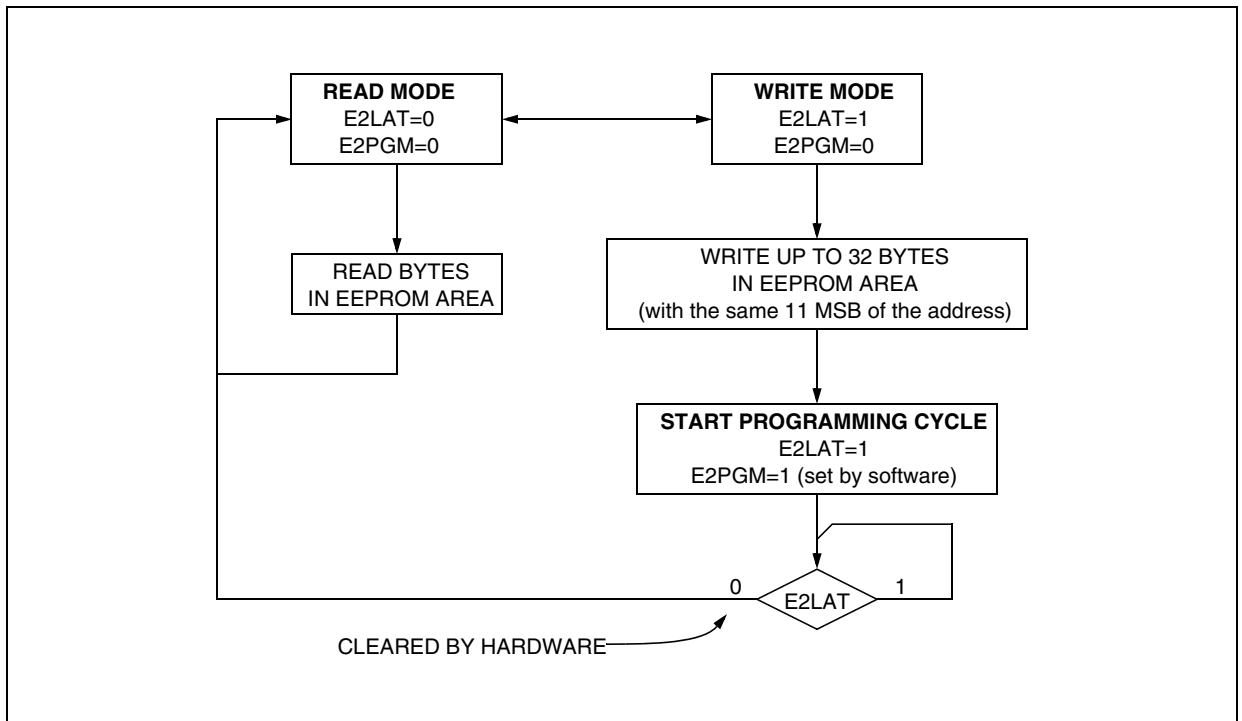 READ MODE
E2LAT=0
E2PGM=0
WRITE MODE
E2LAT=1
E2PGM=0
READ BYTES
IN EEPROM AREA
WRITE UP TO 32 BYTES
IN EEPROM AREA
(with the same 11 MSB of the address)
START PROGRAMMING CYCLE
E2LAT=1
E2PGM=1 (set by software)
0
E2LAT
1
CLEARED BY HARDWARE